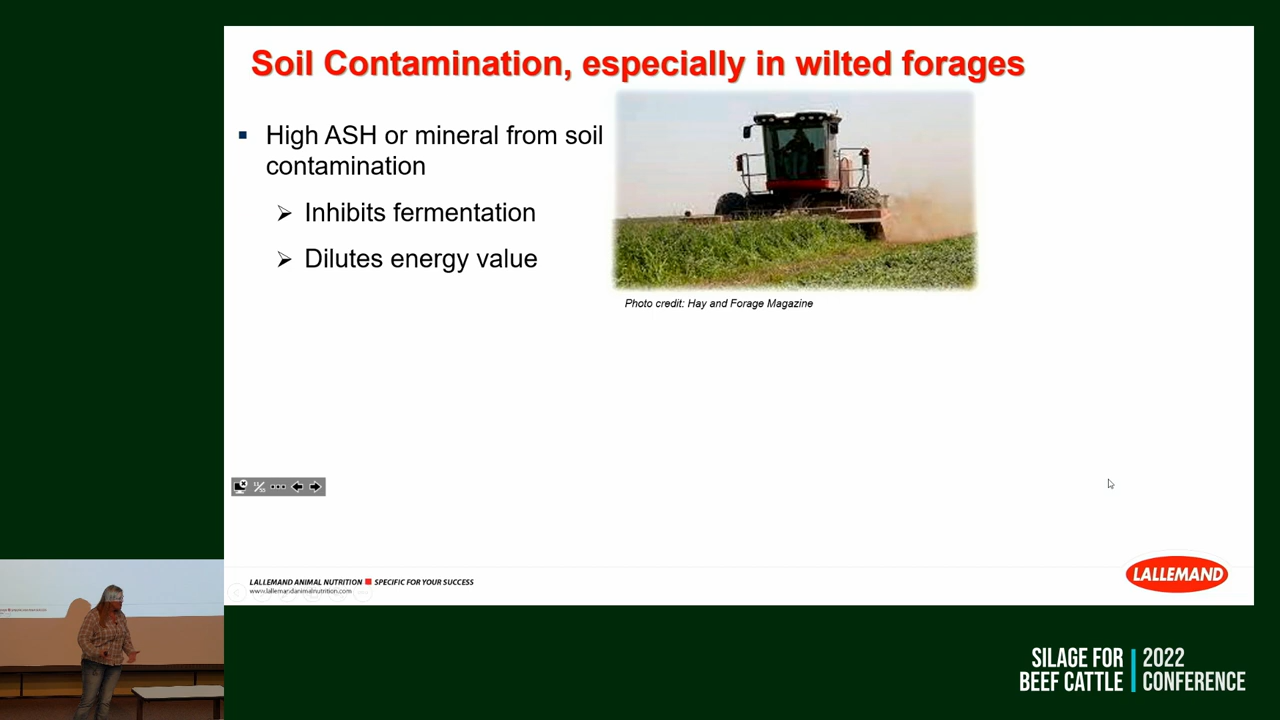 Soil Contamination, especially in wilted forages
High ASH or mineral from soil
contamination
Inhibits fermentation
Dilutes energy value
Photo credit: Hay and Forage Magazine
LALLEMAND ANIMAL NUTRITION SPECIFIC FOR YOUR SUCCESS
www.lallemandanimalnutrition.com
LALLEMAND
SILAGE FOR
BEEF CATTLE
2022
CONFERENCE